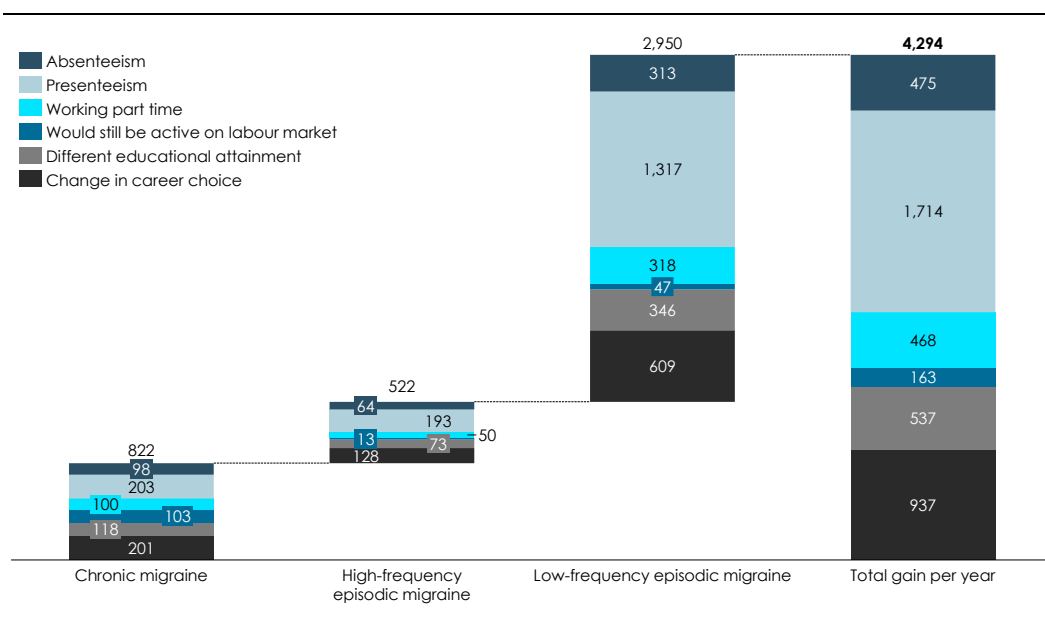 Absenteeism
Presenteeism
Working part time
Would still be active on labour market
Different educational attainment
Change in career choice
822
98
203
100
103
118
201
522
64
193
50
13
73
128
2,950
313
1,317
318
47
346
609
4,294
475
1,714
468
163
537
937
Chronic migraine
High-frequency
episodic migraine
Low-frequency episodic migraine
Total gain per year